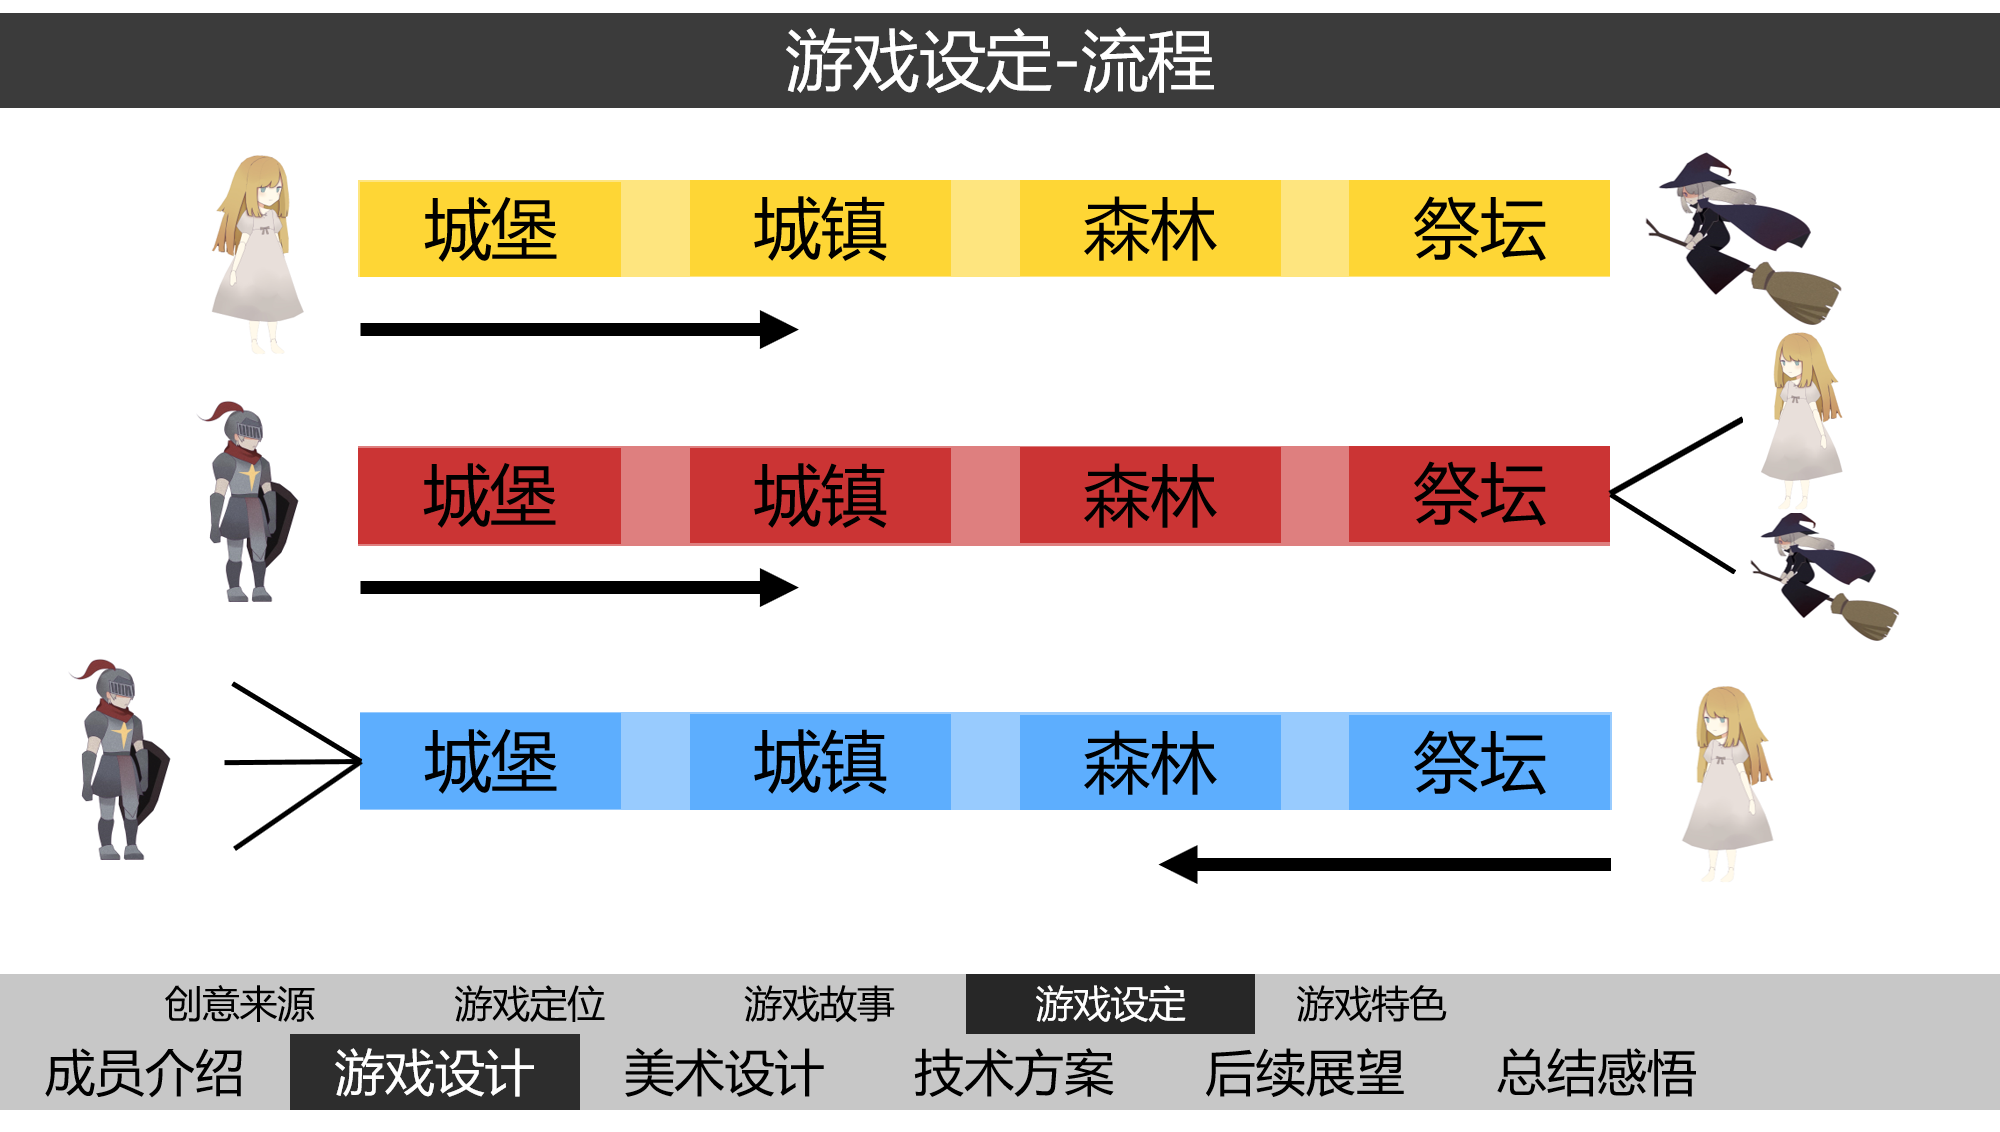 游戏设定-流程
城堡 城镇 森林 祭坛
城堡 城镇 森林 祭坛
城堡 城镇 森林 祭坛
创意来源 游戏定位 游戏故事 游戏设定 游戏特色
成员介绍 游戏设计 美术设计 技术方案 后续展望 总结感悟